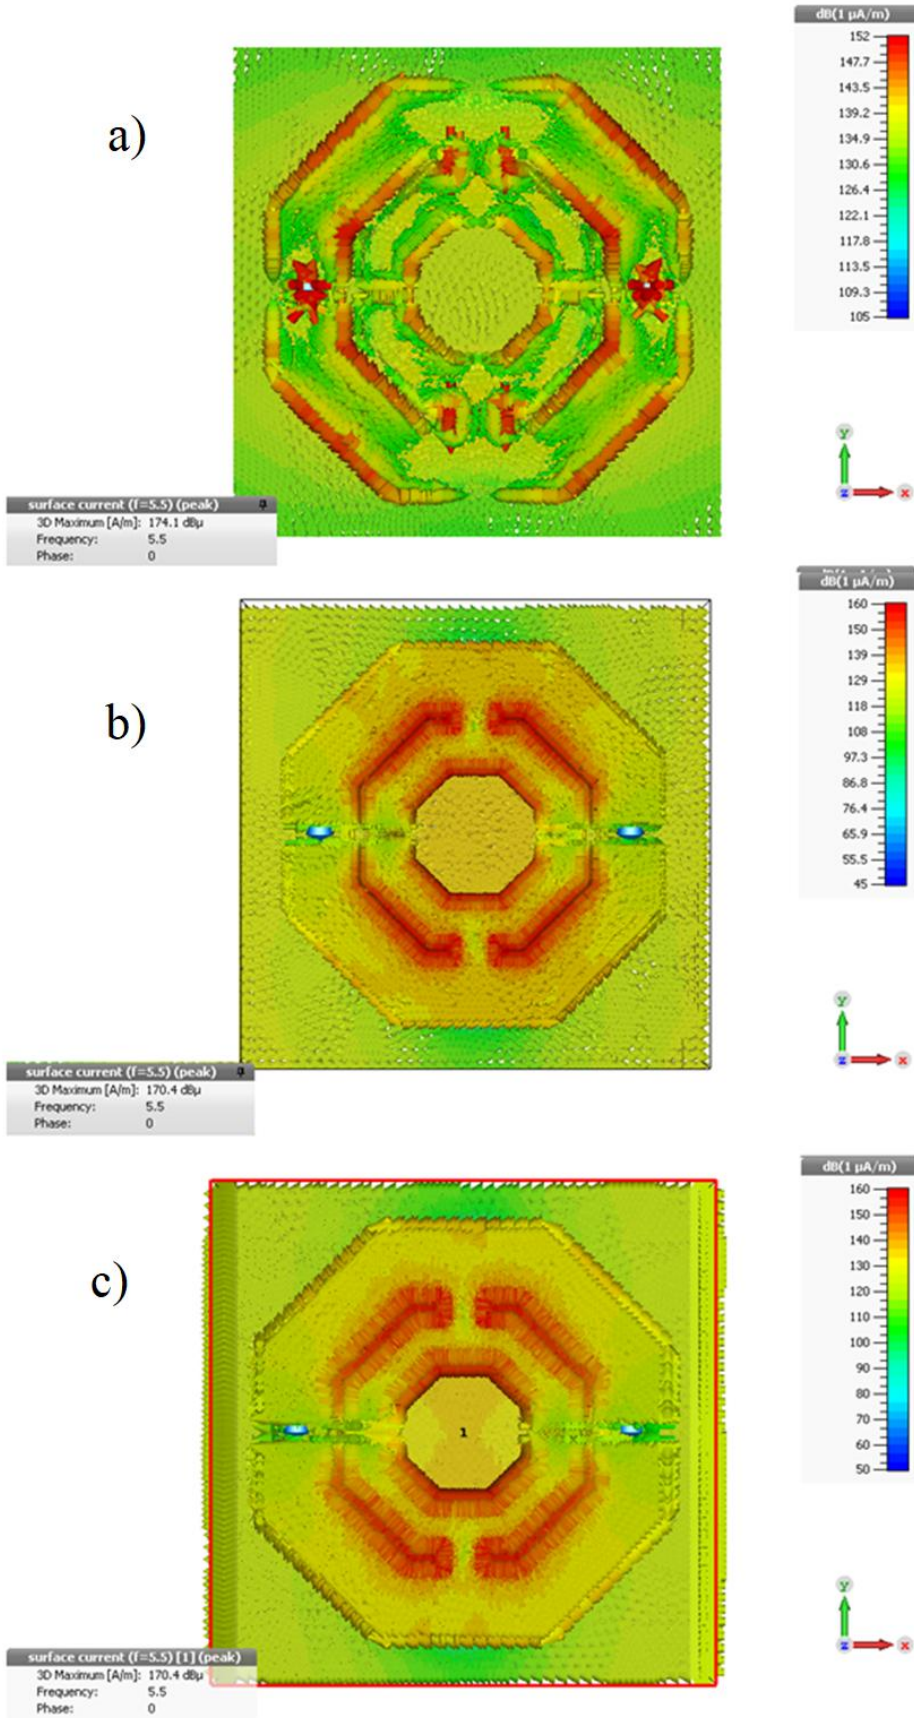 a)
dB(1 µA/m)
152
147.7
143.5
139.2
134.9
130.6
126.4
122.1
117.8
113.5
109.3
105
y
z
x
surface current (f=5.5) (peak)
3D Maximum [A/m]: 174.1 dBµ
Frequency: 5.5
Phase: 0
b)
dB(1 µA/m)
160
150
139
129
118
108
97.3
86.8
76.4
65.9
55.5
45
y
z
x
surface current (f=5.5) (peak)
3D Maximum [A/m]: 170.4 dBµ
Frequency: 5.5
Phase: 0
c)
dB(1 µA/m)
160
150
140
130
120
110
100
90
80
70
60
50
1
y
z
x
surface current (f=5.5) [1] (peak)
3D Maximum [A/m]: 170.4 dBµ
Frequency: 5.5
Phase: 0